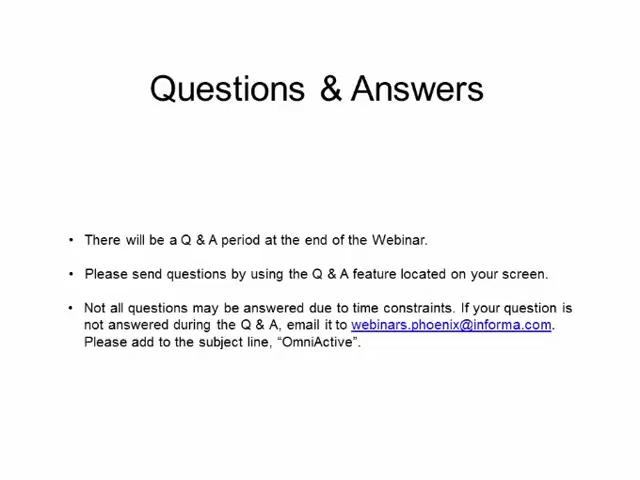 Questions & Answers
• There will be a Q & A period at the end of the Webinar.
• Please send questions by using the Q & A feature located on your screen.
• Not all questions may be answered due to time constraints. If your question is
not answered during the Q & A, email it to webinars.phoenix@informa.com.
Please add to the subject line, “OmniActive”.